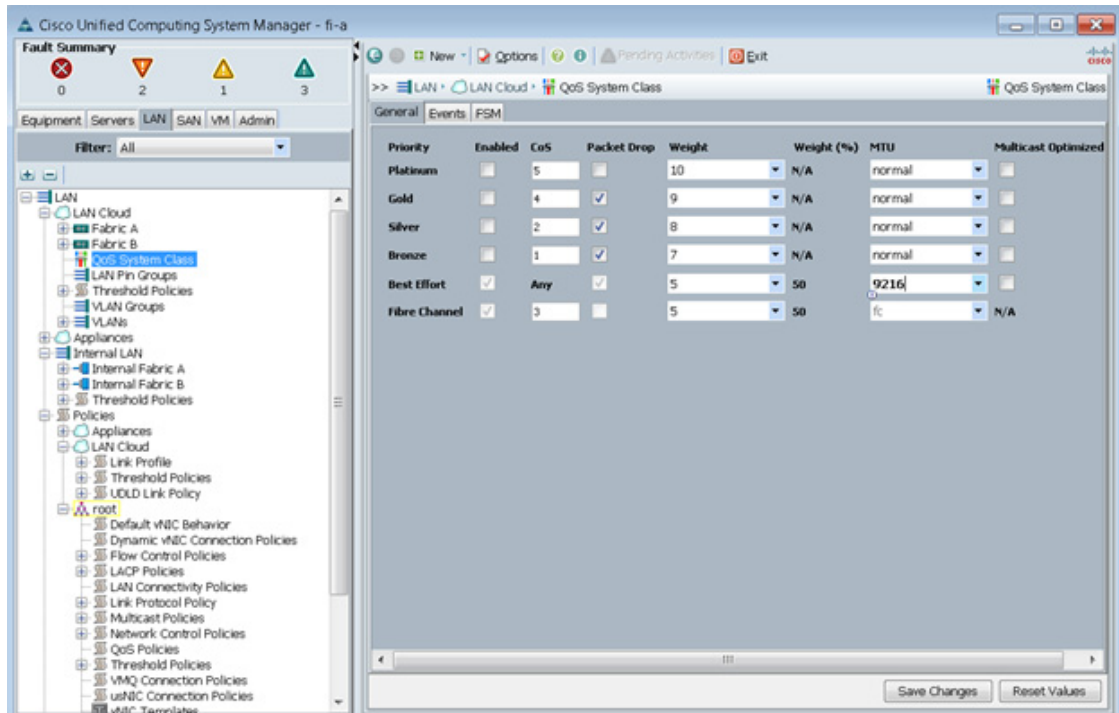 Cisco Unified Computing System Manager - fi-a
Fault Summary
0 2 1 3
Equipment Servers LAN SAN VM Admin
Filter: All
LAN
LAN Cloud
Fabric A
Fabric B
QoS System Class
LAN Pin Groups
Threshold Policies
VLAN Groups
VLANs
Appliances
Internal LAN
Internal Fabric A
Internal Fabric B
Threshold Policies
Policies
Appliances
LAN Cloud
Link Profile
Threshold Policies
UDLD Link Policy
root
Default vNIC Behavior
Dynamic vNIC Connection Policies
Flow Control Policies
LACP Policies
LAN Connectivity Policies
Link Protocol Policy
Multicast Policies
Network Control Policies
QoS Policies
Threshold Policies
VMQ Connection Policies
usNIC Connection Policies
vNIC Templates
New Options Pending Activities Exit
CISCO
>> LAN LAN Cloud QoS System Class QoS System Class
General Events FSM
Priority Enabled CoS Packet Drop Weight Weight (%) MTU Multicast Optimized
Platinum 5 10 N/A normal
Gold 4 9 N/A normal
Silver 2 8 N/A normal
Bronze 1 7 N/A normal
Best Effort Any 5 50 9216
Fibre Channel 3 5 50 fc N/A
Save Changes Reset Values